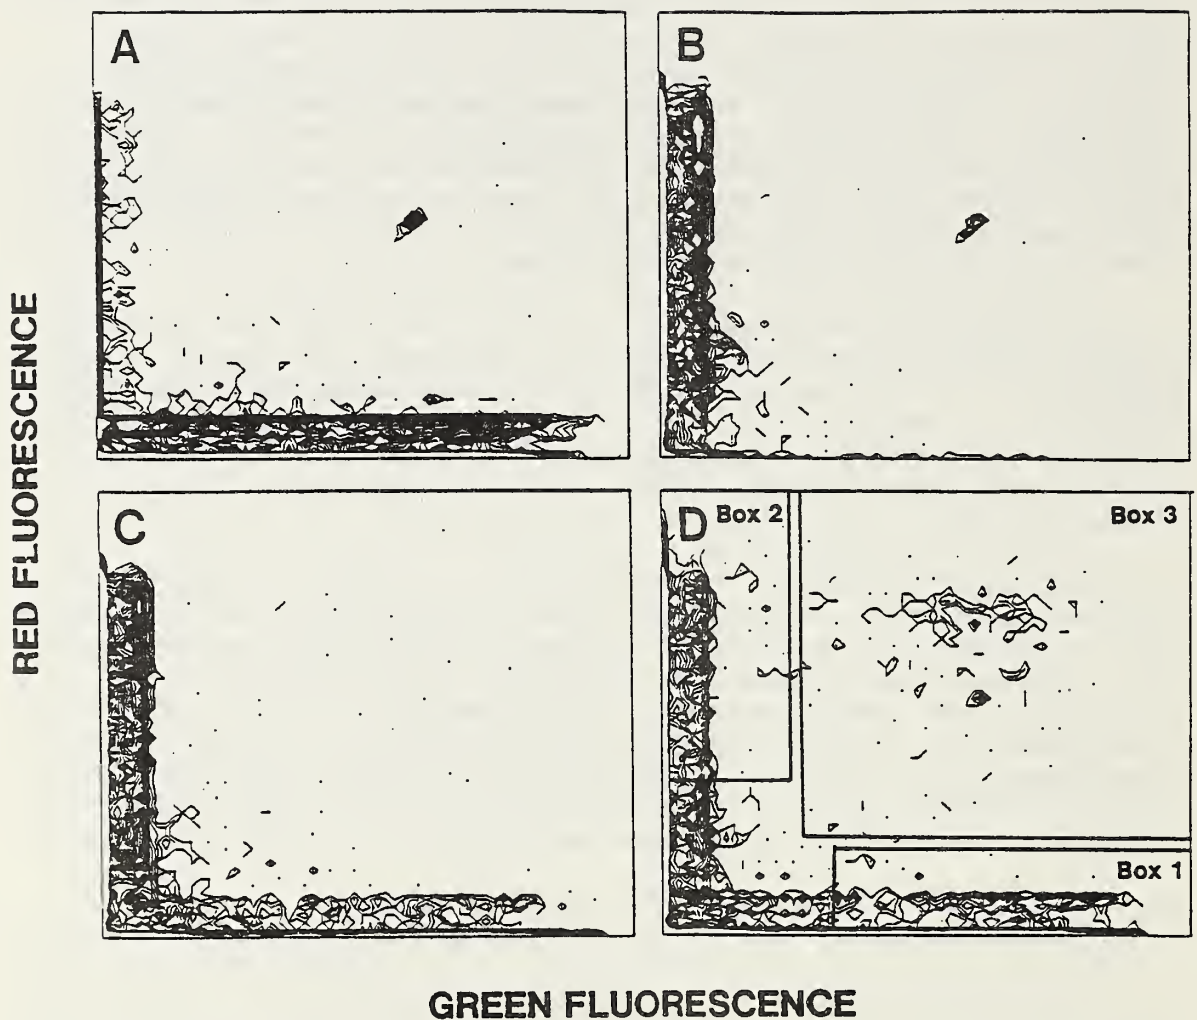 A
B
RED FLUORESCENCE
C
D
Box 2
Box 3
Box 1
GREEN FLUORESCENCE